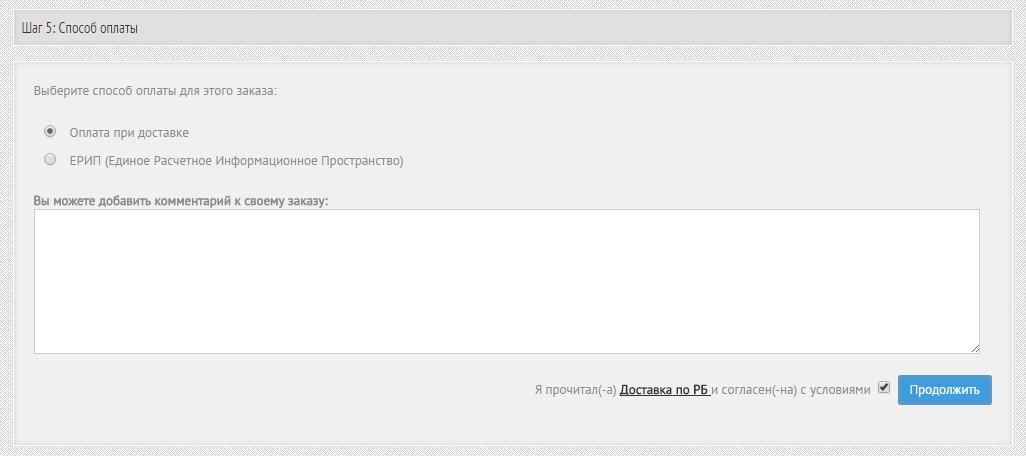 Шаг 5: Способ оплаты
Выберите способ оплаты для этого заказа:
Оплата при доставке
ЕРИП (Единое Расчетное Информационное Пространство)
Вы можете добавить комментарий к своему заказу:
Я прочитал(-а) Доставка по РБ и согласен(-на) с условиями Продолжить